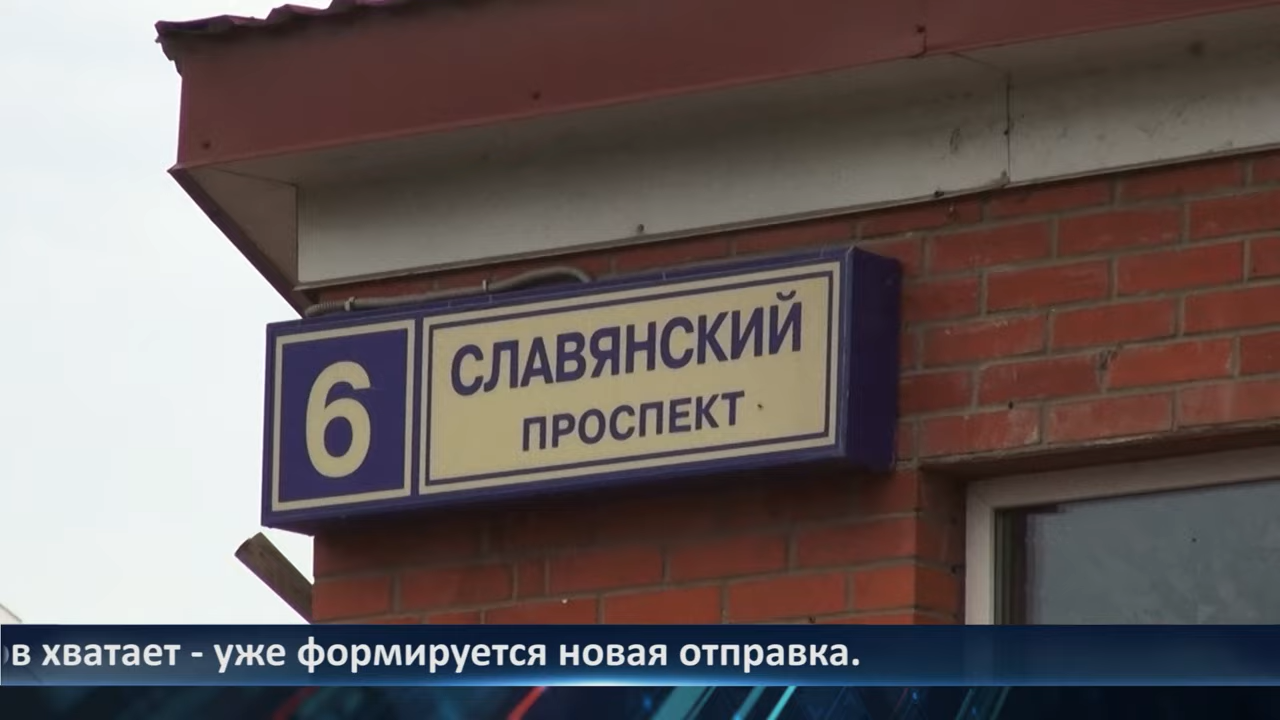 6
СЛАВЯНСКИЙ
ПРОСПЕКТ
хватает - уже формируется новая отправка.